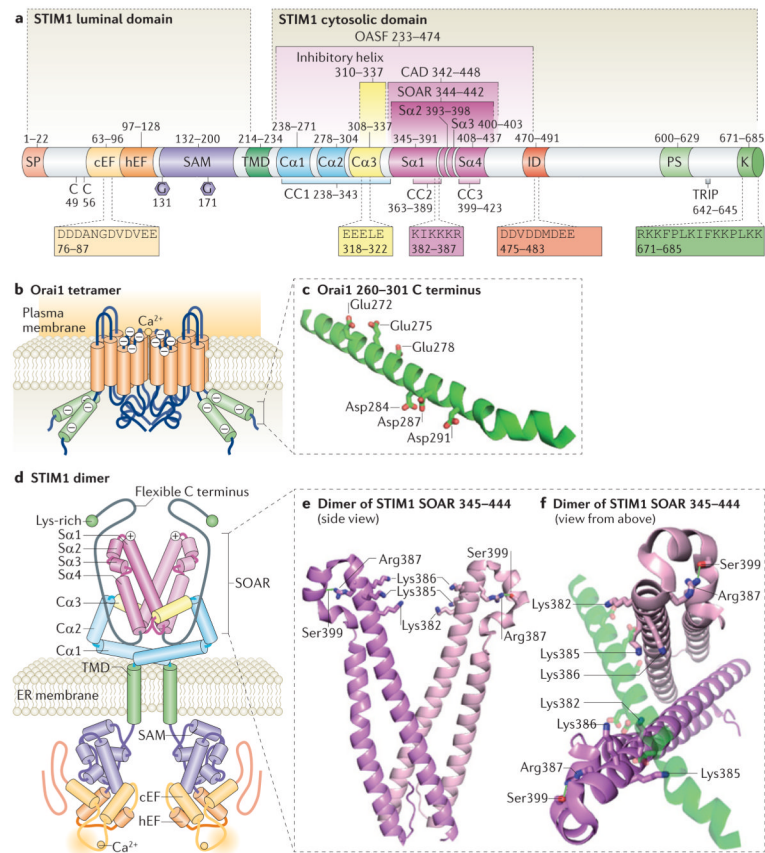 a STIM1 luminal domain
STIM1 cytosolic domain
OASF 233–474
Inhibitory helix
310–337
CAD 342–448
SOAR 344–442
Sα2 393–398
Sα3 400–403
1–22
63–96
97–128
132–200
214–234
238–271
278–304
308–337
345–391
408–437
470–491
600–629
671–685
SP
cEF
hEF
SAM
TMD
Cα1
Cα2
Cα3
Sα1
Sα4
ID
PS
K
C C
49 56
G
131
G
171
CC1 238–343
CC2
363–389
CC3
399–423
TRIP
642–645
DDDANGDVDVEE
76–87
EEELE
318–322
KIKKKR
382–387
DDVDDMDEE
475–483
RKKFPLKIFKKPLKK
671–685
b Orai1 tetramer
Plasma
membrane
Ca2+
c Orai1 260–301 C terminus
Glu272
Glu275
Glu278
Asp284
Asp287
Asp291
d STIM1 dimer
Flexible C terminus
Lys-rich
Sα1
Sα2
Sα3
Sα4
SOAR
Cα3
Cα2
Cα1
TMD
ER membrane
SAM
cEF
hEF
Ca2+
e Dimer of STIM1 SOAR 345–444
(side view)
Arg387
Ser399
Lys386
Lys385
Lys382
Ser399
Arg387
f Dimer of STIM1 SOAR 345–444
(view from above)
Ser399
Arg387
Lys382
Lys385
Lys386
Lys382
Lys386
Arg387
Lys385
Ser399